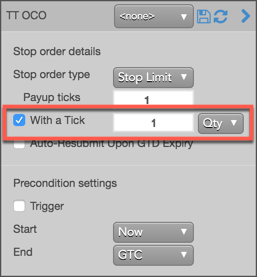 TT OCO <none>
Stop order details
Stop order type Stop Limit
Payup ticks 1
With a Tick 1 Qty
Auto-Resubmit Upon GTD Expiry
Precondition settings
Trigger
Start Now
End GTC